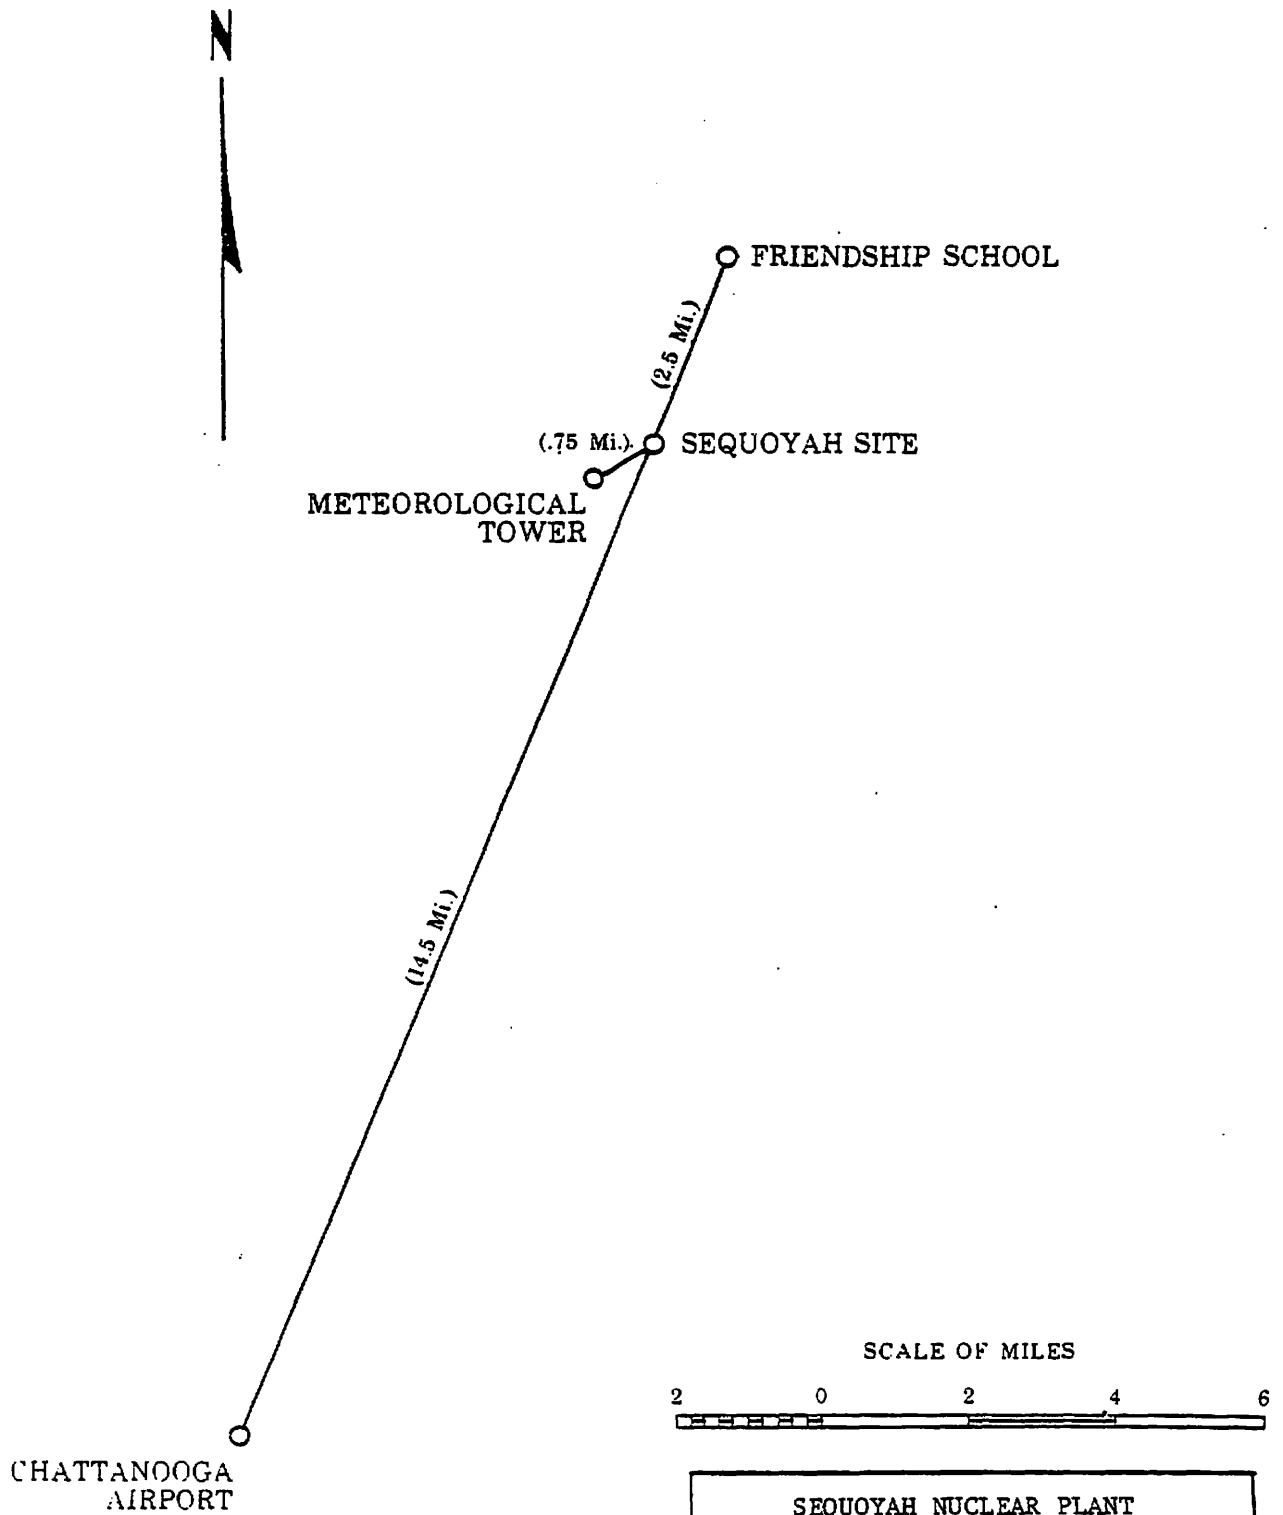 N
FRIENDSHIP SCHOOL
(2.5 Mi.)
(.75 Mi.)
SEQUOYAH SITE
METEOROLOGICAL
TOWER
(14.5 Mi.)
SCALE OF MILES
2 0 2 4 6
CHATTANOOGA
AIRPORT
SEQUOYAH NUCLEAR PLANT